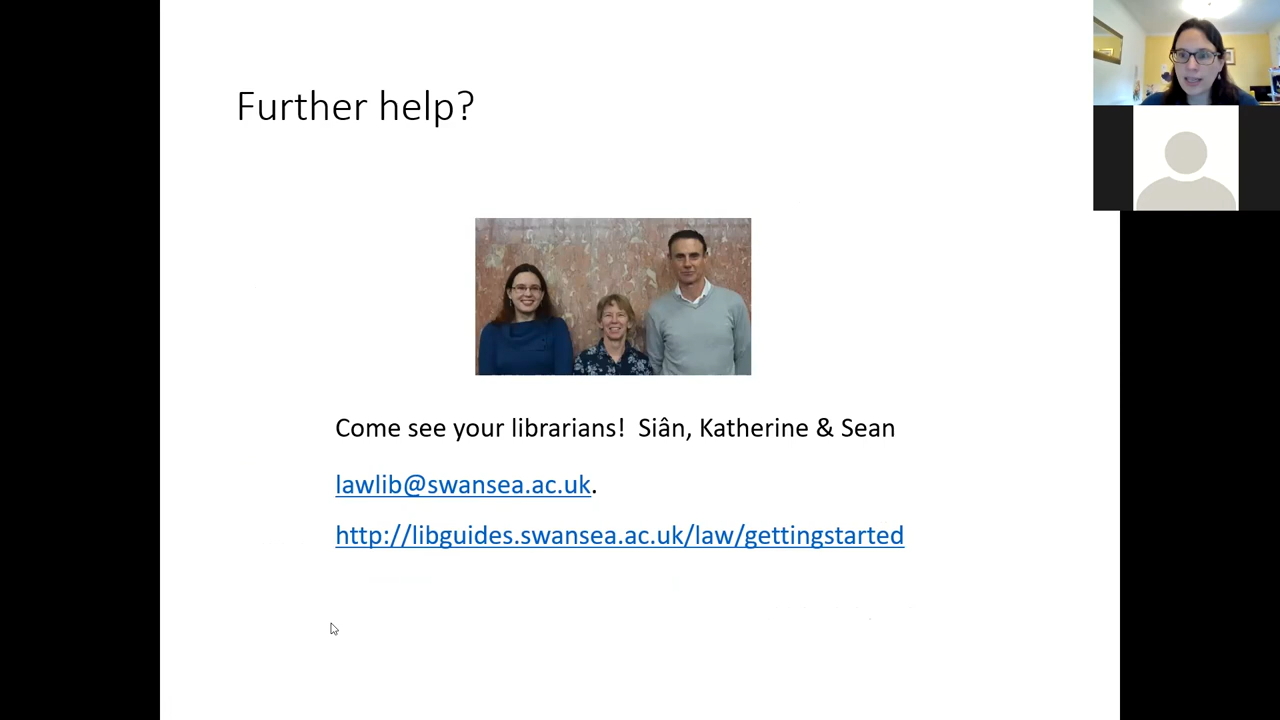 Further help?
Come see your librarians!  Siân, Katherine & Sean
lawlib@swansea.ac.uk.
http://libguides.swansea.ac.uk/law/gettingstarted